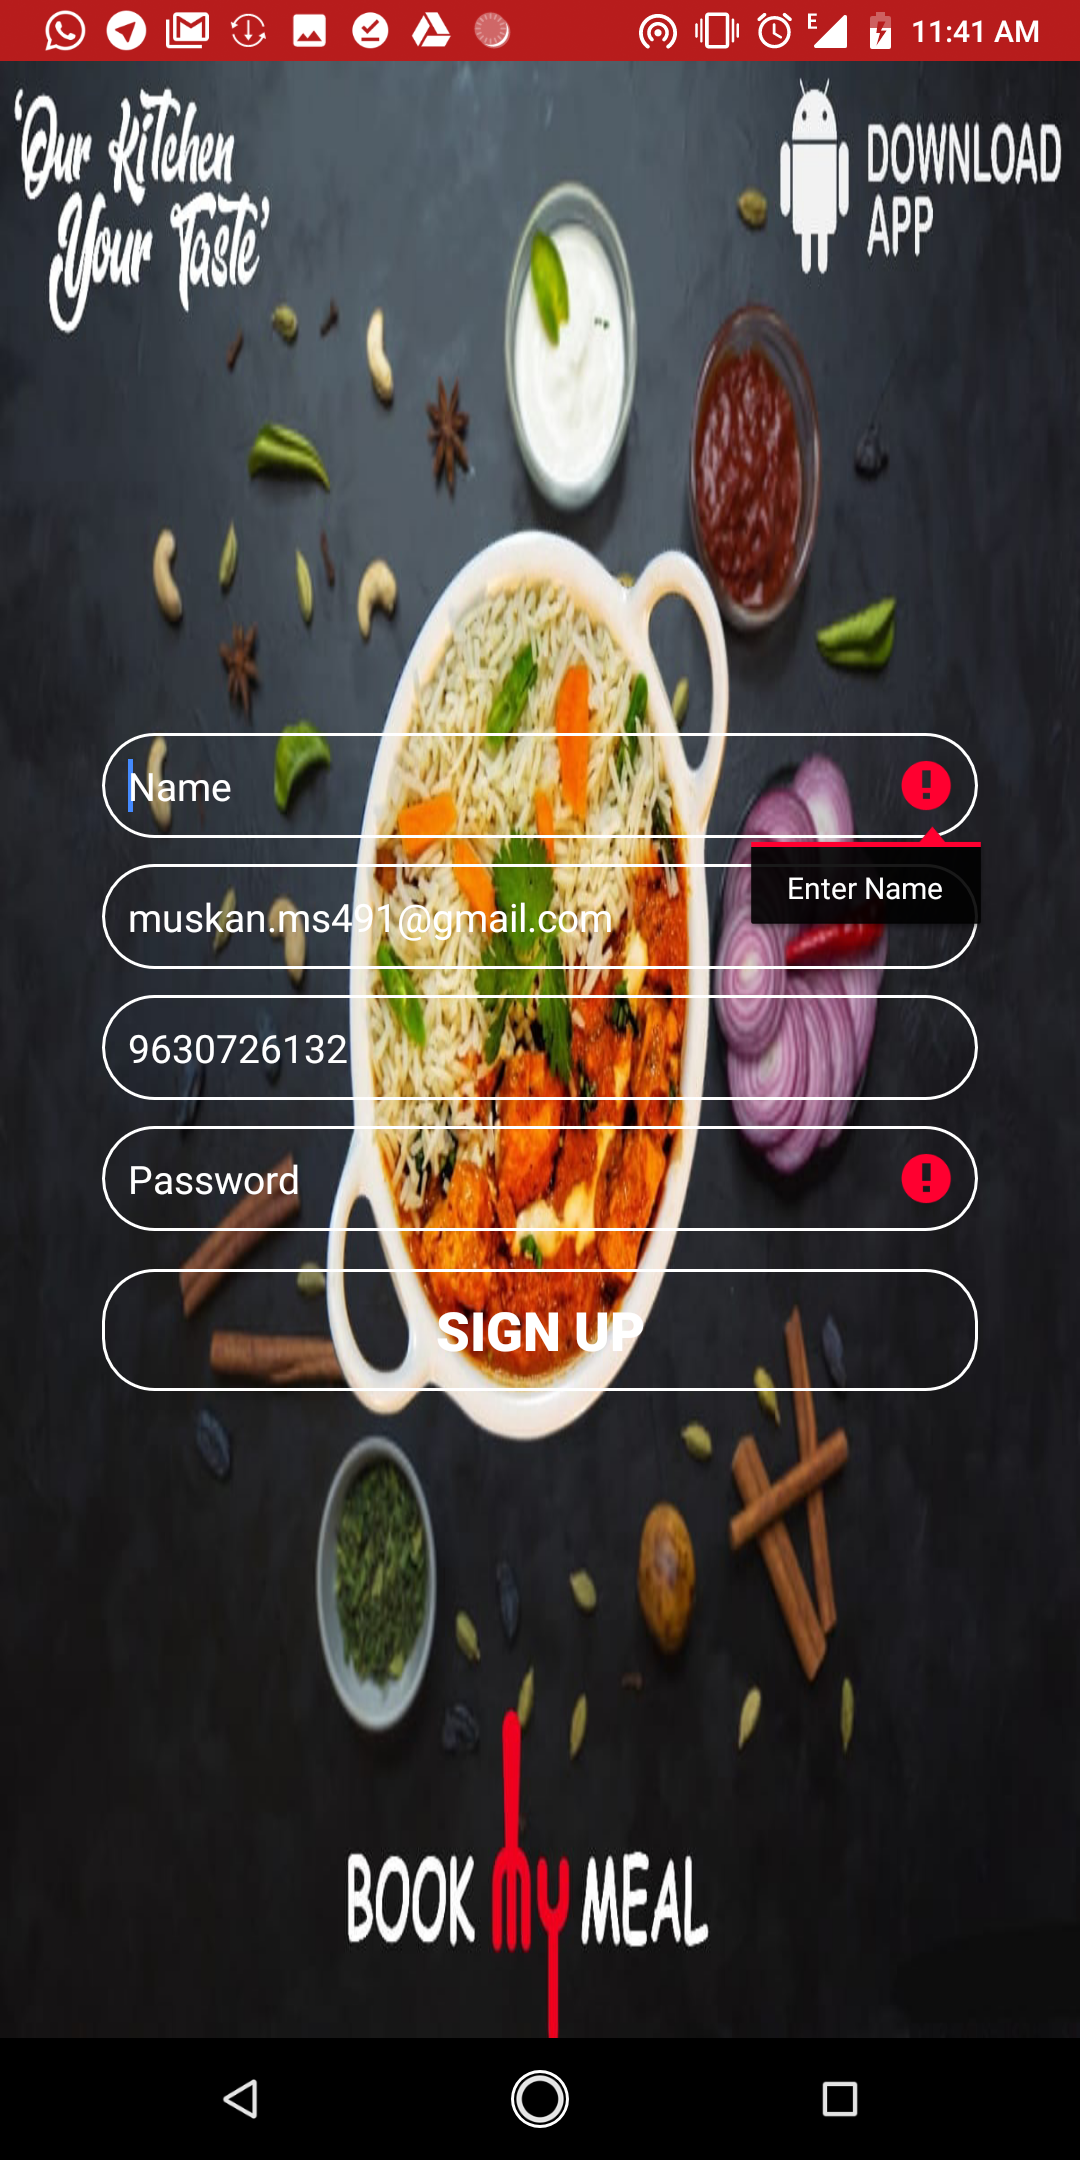 E 11:41 AM
'Our Kitchen
Your Taste'
DOWNLOAD
APP
Name
Enter Name
muskan.ms491@gmail.com
9630726132
Password
SIGN UP
BOOK my MEAL